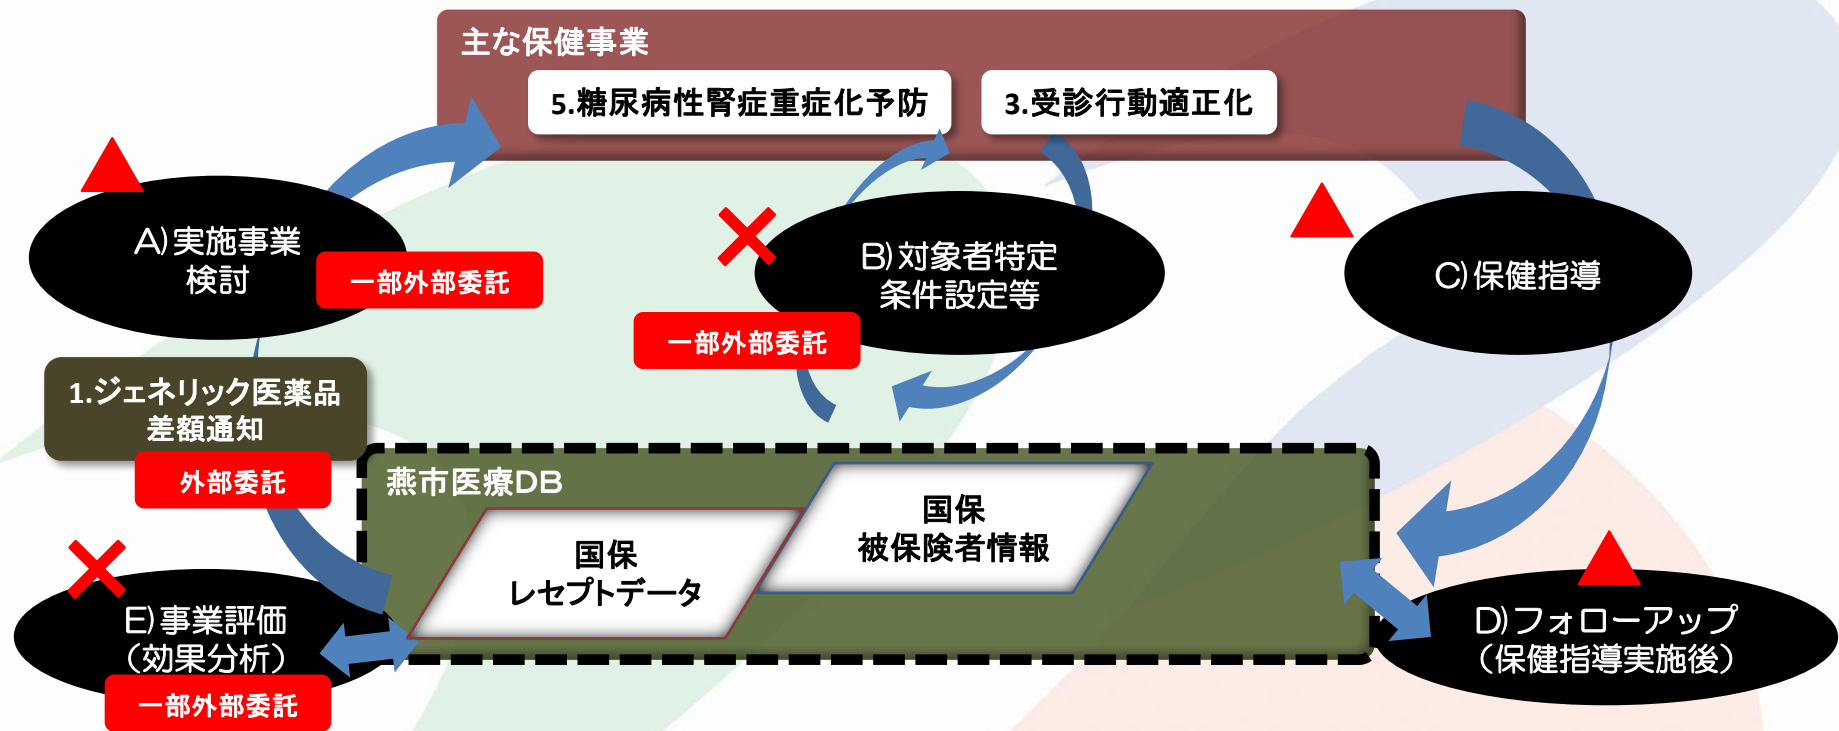 主な保健事業
5.糖尿病性腎症重症化予防
3.受診行動適正化
A)実施事業
検討
一部外部委託
B)対象者特定
条件設定等
一部外部委託
C)保健指導
1.ジェネリック医薬品
差額通知
外部委託
燕市医療DB
国保
被保険者情報
国保
レセプトデータ
E)事業評価
(効果分析)
一部外部委託
D)フォローアップ
(保健指導実施後)